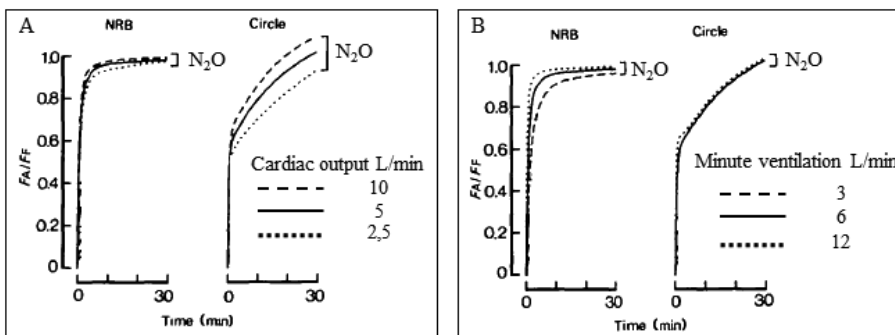 A
NRB
Circle
FA/FF
1.0
0.8
0.6
0.4
0.2
0
N₂O
N₂O
Cardiac output L/min
10
5
2,5
0
30
0
30
Time (min)
B
NRB
Circle
FA/FF
1.0
0.8
0.6
0.4
0.2
0
N₂O
N₂O
Minute ventilation L/min
3
6
12
0
30
0
30
Time (min)